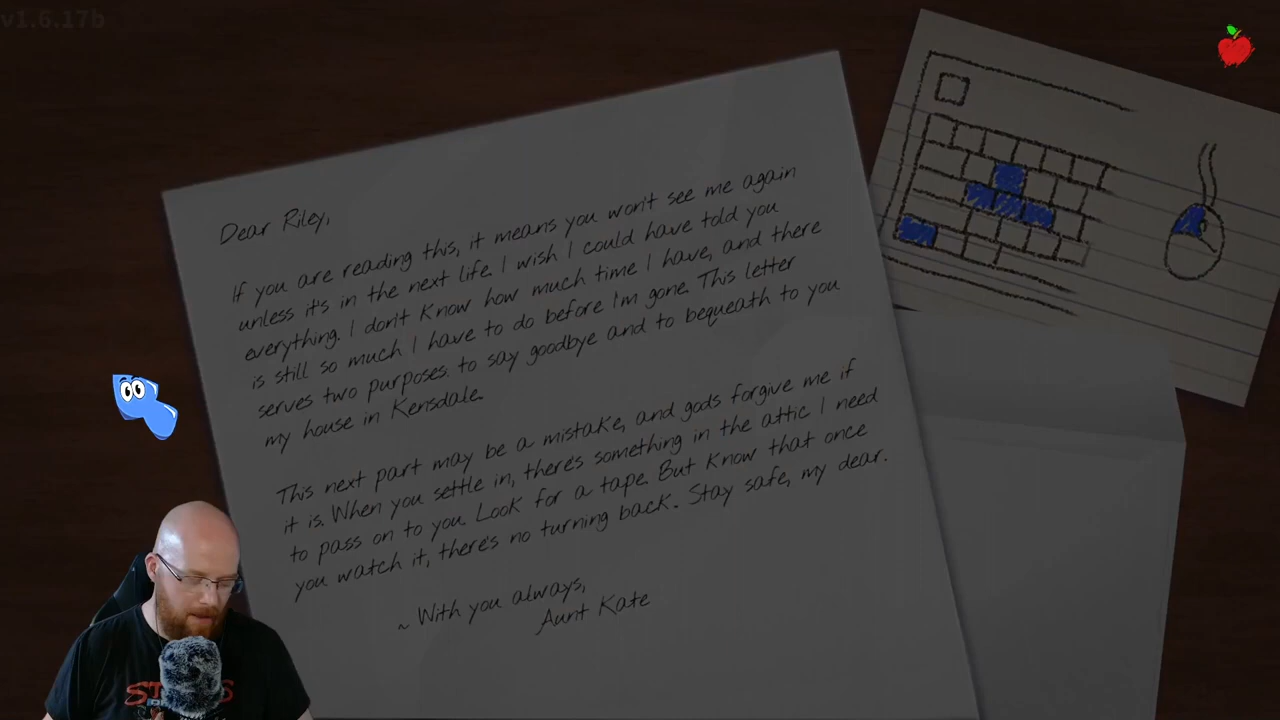 v1.6.17b
Dear Riley,
If you are reading this, it means you won't see me again
unless it's in the next life. I wish I could have told you
everything. I don't know how much time I have, and there
is still so much I have to do before I'm gone. This letter
serves two purposes: to say goodbye and to bequeath to you
my house in Kensdale.
This next part may be a mistake, and gods forgive me if
it is. When you settle in, there's something in the attic I need
to pass on to you. Look for a tape. But know that once
you watch it, there's no turning back. Stay safe, my dear.
~ With you always,
Aunt Kate